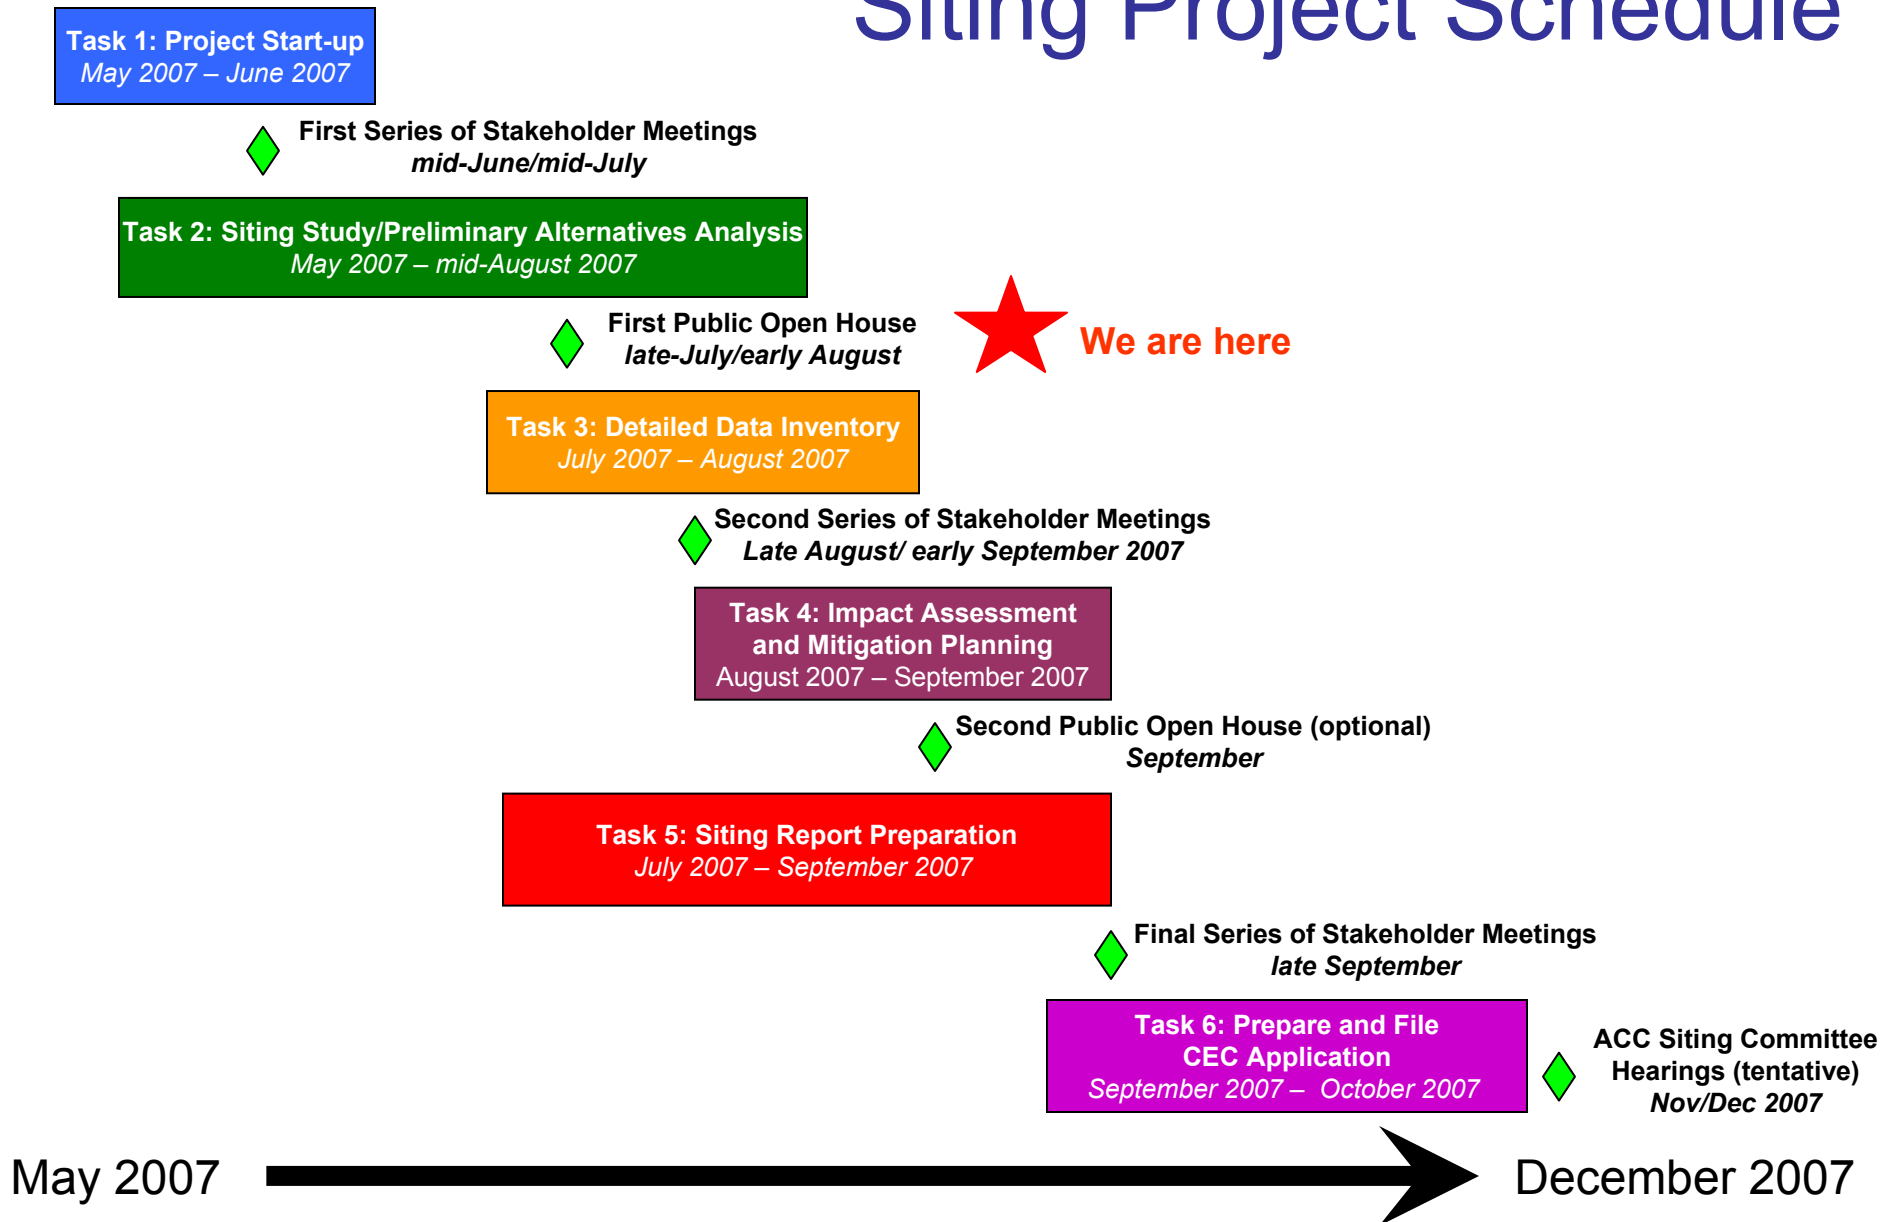 Siting Project Schedule
Task 1: Project Start-up
May 2007 – June 2007
First Series of Stakeholder Meetings
mid-June/mid-July
Task 2: Siting Study/Preliminary Alternatives Analysis
May 2007 – mid-August 2007
First Public Open House
late-July/early August
We are here
Task 3: Detailed Data Inventory
July 2007 – August 2007
Second Series of Stakeholder Meetings
Late August/ early September 2007
Task 4: Impact Assessment
and Mitigation Planning
August 2007 – September 2007
Second Public Open House (optional)
September
Task 5: Siting Report Preparation
July 2007 – September 2007
Final Series of Stakeholder Meetings
late September
Task 6: Prepare and File
CEC Application
September 2007 – October 2007
ACC Siting Committee
Hearings (tentative)
Nov/Dec 2007
May 2007
December 2007